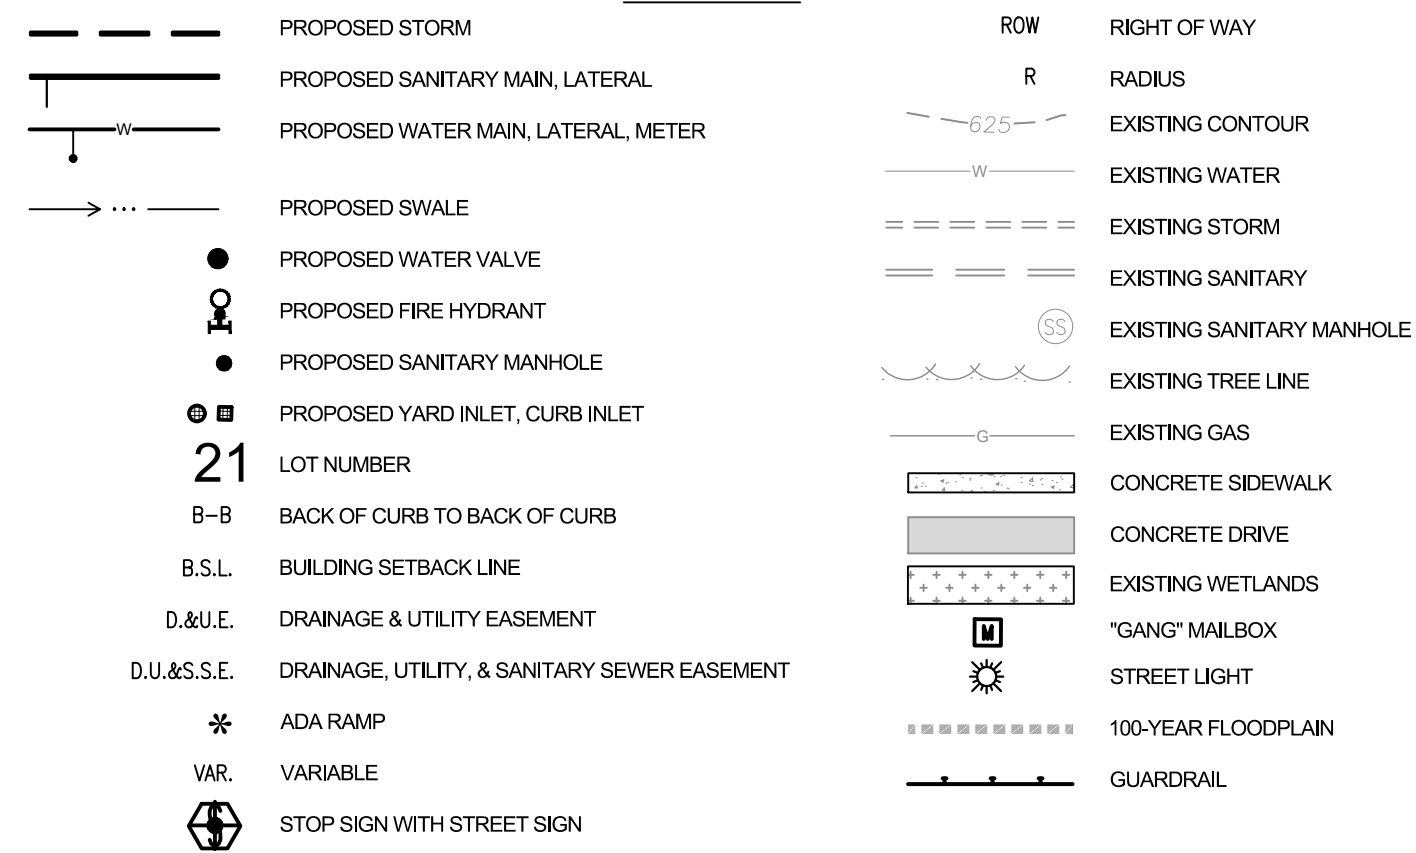 PROPOSED STORM
PROPOSED SANITARY MAIN, LATERAL
W PROPOSED WATER MAIN, LATERAL, METER
PROPOSED SWALE
PROPOSED WATER VALVE
PROPOSED FIRE HYDRANT
PROPOSED SANITARY MANHOLE
PROPOSED YARD INLET, CURB INLET
21 LOT NUMBER
B-B BACK OF CURB TO BACK OF CURB
B.S.L. BUILDING SETBACK LINE
D.&U.E. DRAINAGE & UTILITY EASEMENT
D.U.&S.S.E. DRAINAGE, UTILITY, & SANITARY SEWER EASEMENT
ADA RAMP
VAR. VARIABLE
S STOP SIGN WITH STREET SIGN
ROW RIGHT OF WAY
R RADIUS
625 EXISTING CONTOUR
W EXISTING WATER
EXISTING STORM
EXISTING SANITARY
SS EXISTING SANITARY MANHOLE
EXISTING TREE LINE
G EXISTING GAS
CONCRETE SIDEWALK
CONCRETE DRIVE
EXISTING WETLANDS
M "GANG" MAILBOX
STREET LIGHT
100-YEAR FLOODPLAIN
GUARDRAIL